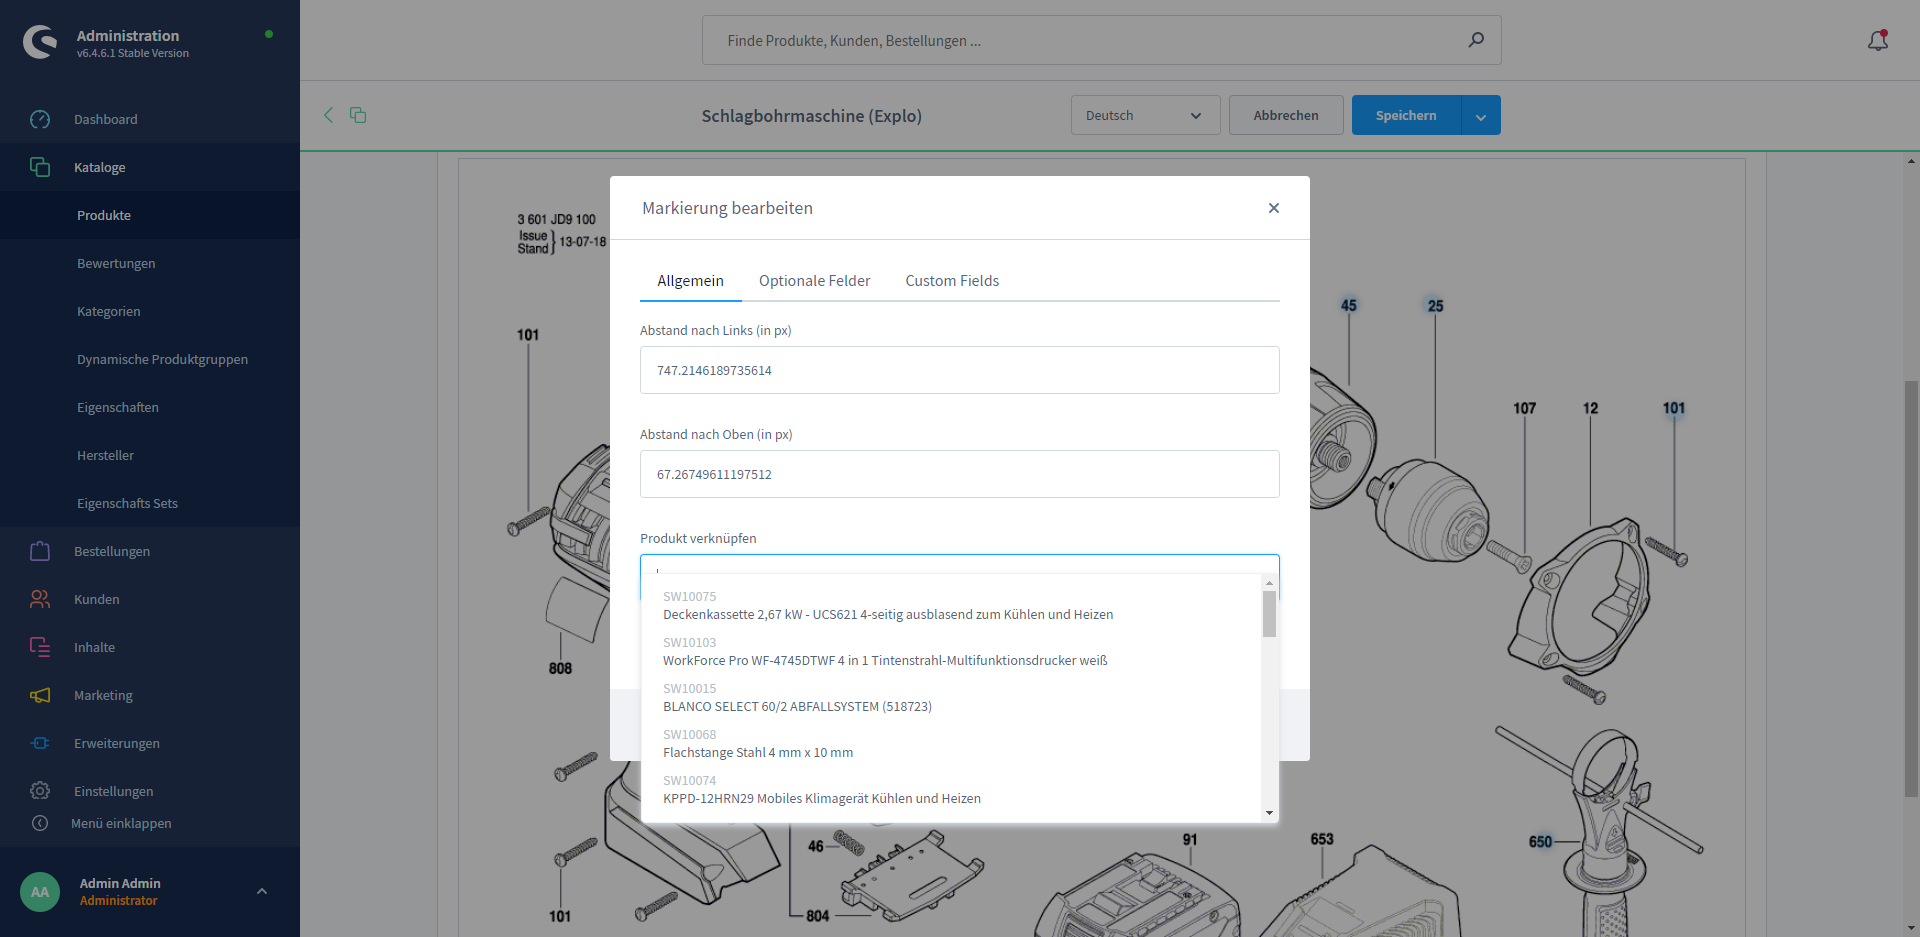 Administration
v6.4.6.1 Stable Version
Dashboard
Kataloge
Produkte
Bewertungen
Kategorien
Dynamische Produktgruppen
Eigenschaften
Hersteller
Eigenschafts Sets
Bestellungen
Kunden
Inhalte
Marketing
Erweiterungen
Einstellungen
Menü einklappen
AA
Admin Admin
Administrator
Finde Produkte, Kunden, Bestellungen ...
Schlagbohrmaschine (Explo)
Deutsch
Abbrechen
Speichern
3 601 JD9 100
Issue
Stand } 13-07-18
101
808
101
46
804
91
653
650
45
25
107
12
101
Markierung bearbeiten
Allgemein
Optionale Felder
Custom Fields
Abstand nach Links (in px)
747.2146189735614
Abstand nach Oben (in px)
67.26749611197512
Produkt verknüpfen
SW10075
Deckenkassette 2,67 kW - UCS621 4-seitig ausblasend zum Kühlen und Heizen
SW10103
WorkForce Pro WF-4745DTWF 4 in 1 Tintenstrahl-Multifunktionsdrucker weiß
SW10015
BLANCO SELECT 60/2 ABFALLSYSTEM (518723)
SW10068
Flachstange Stahl 4 mm x 10 mm
SW10074
KPPD-12HRN29 Mobiles Klimagerät Kühlen und Heizen